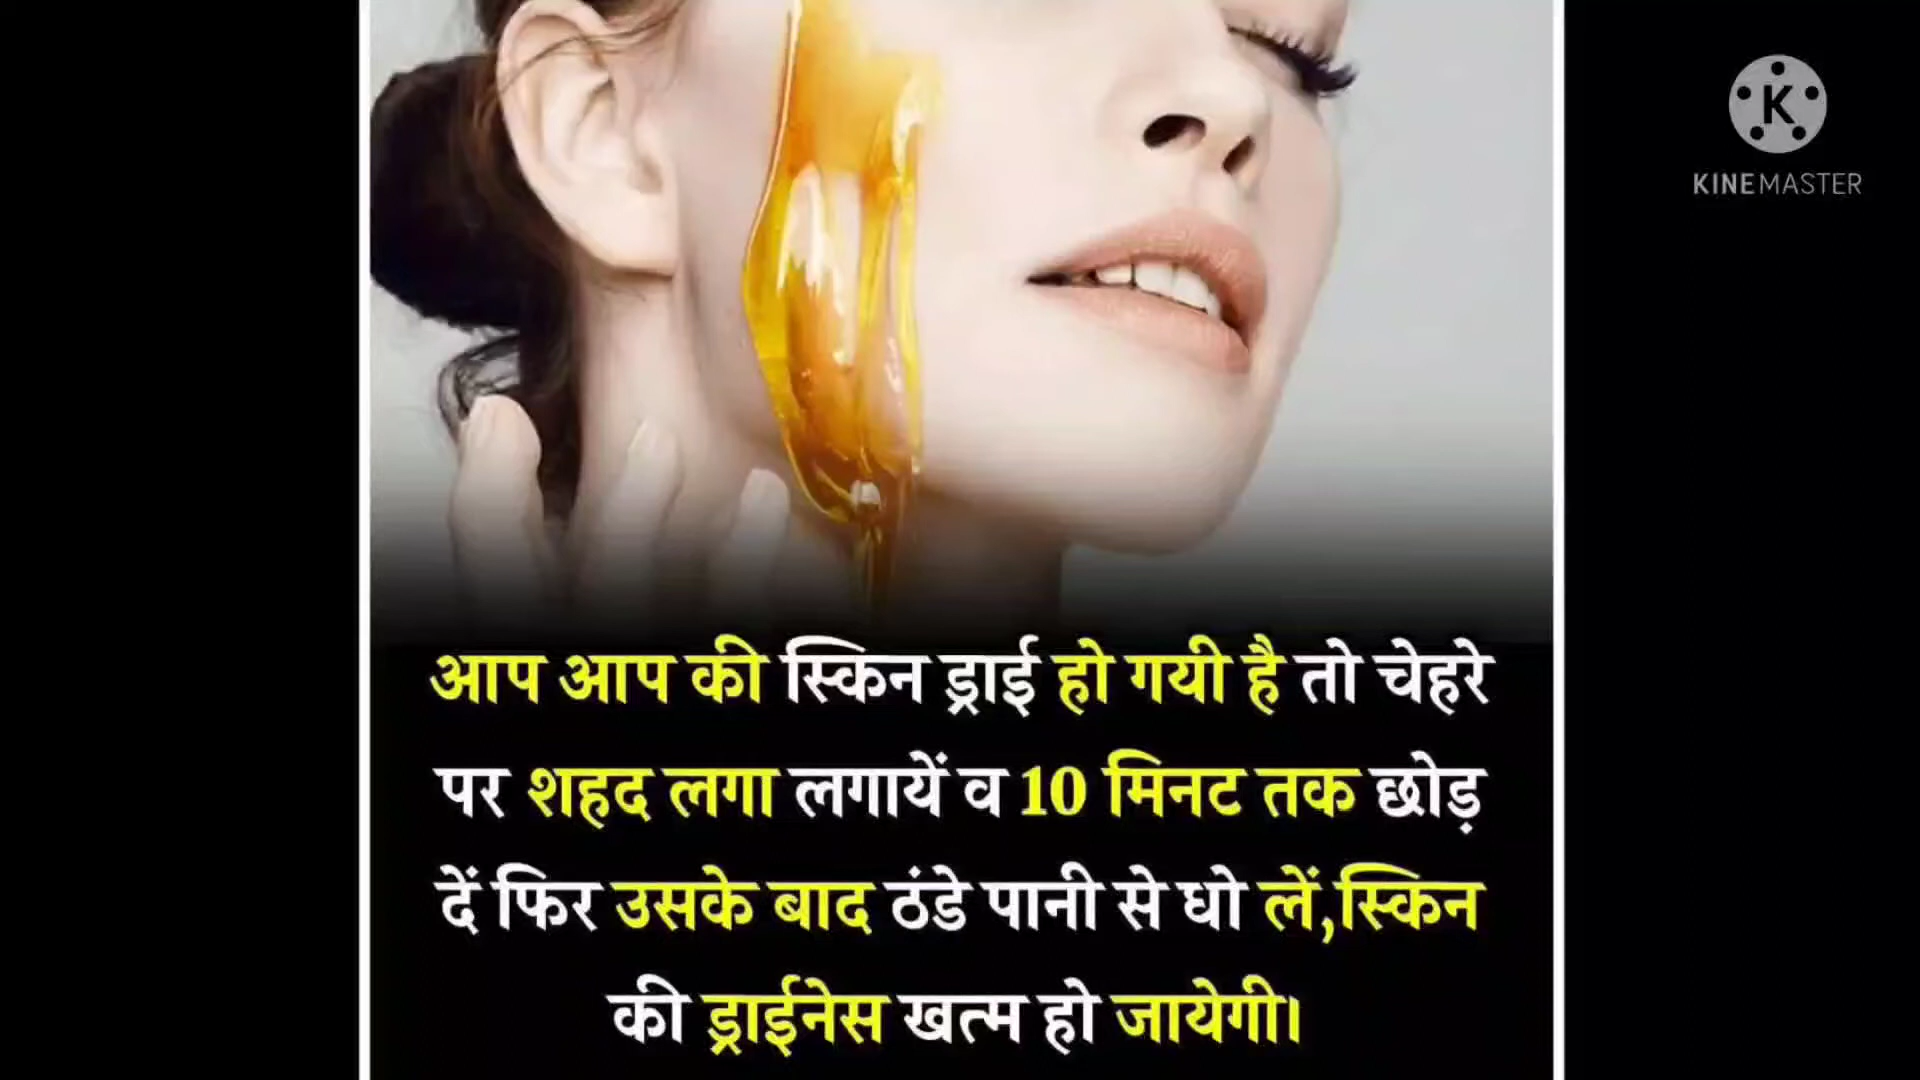 KINEMASTER
आप आप की स्किन ड्राई हो गयी है तो चेहरे
पर शहद लगा लगायें व 10 मिनट तक छोड़
दें फिर उसके बाद ठंडे पानी से धो लें,स्किन
की ड्राईनेस खत्म हो जायेगी।